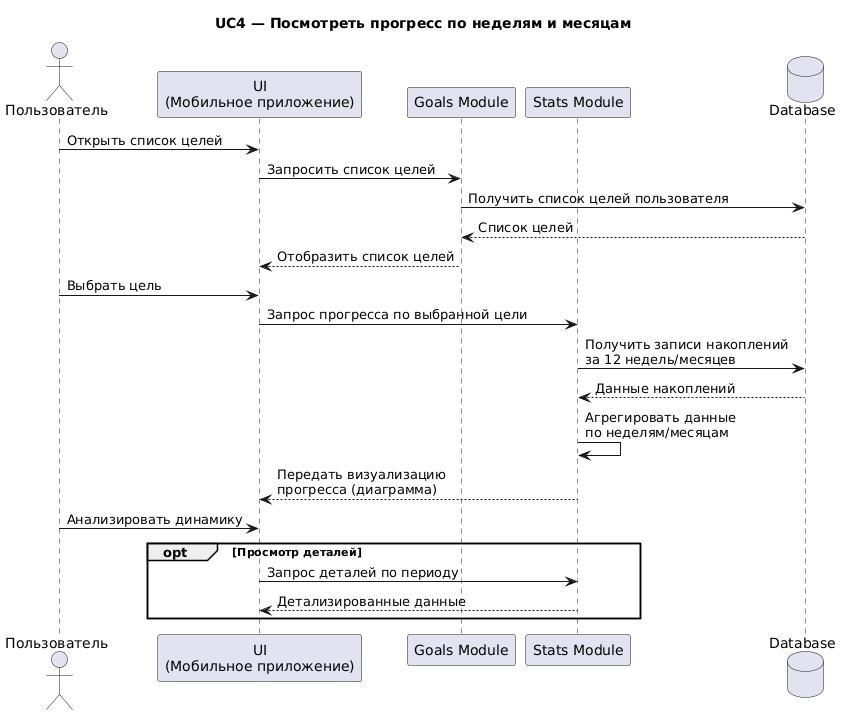 UC4 — Посмотреть прогресс по неделям и месяцам
Пользователь
UI
(Мобильное приложение)
Goals Module
Stats Module
Database
Открыть список целей
Запросить список целей
Получить список целей пользователя
Список целей
Отобразить список целей
Выбрать цель
Запрос прогресса по выбранной цели
Получить записи накоплений
за 12 недель/месяцев
Данные накоплений
Агрегировать данные
по неделям/месяцам
Передать визуализацию
прогресса (диаграмма)
Анализировать динамику
opt [Просмотр деталей]
Запрос деталей по периоду
Детализированные данные
Пользователь
UI
(Мобильное приложение)
Goals Module
Stats Module
Database